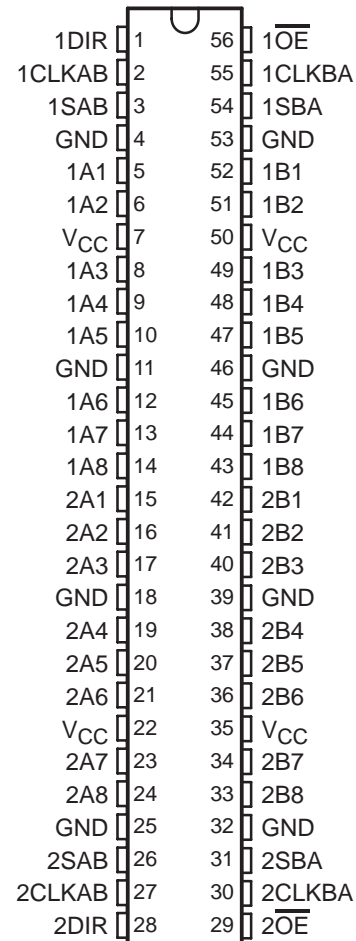 1DIR 1 56 1O̅E̅
1CLKAB 2 55 1CLKBA
1SAB 3 54 1SBA
GND 4 53 GND
1A1 5 52 1B1
1A2 6 51 1B2
VCC 7 50 VCC
1A3 8 49 1B3
1A4 9 48 1B4
1A5 10 47 1B5
GND 11 46 GND
1A6 12 45 1B6
1A7 13 44 1B7
1A8 14 43 1B8
2A1 15 42 2B1
2A2 16 41 2B2
2A3 17 40 2B3
GND 18 39 GND
2A4 19 38 2B4
2A5 20 37 2B5
2A6 21 36 2B6
VCC 22 35 VCC
2A7 23 34 2B7
2A8 24 33 2B8
GND 25 32 GND
2SAB 26 31 2SBA
2CLKAB 27 30 2CLKBA
2DIR 28 29 2O̅E̅